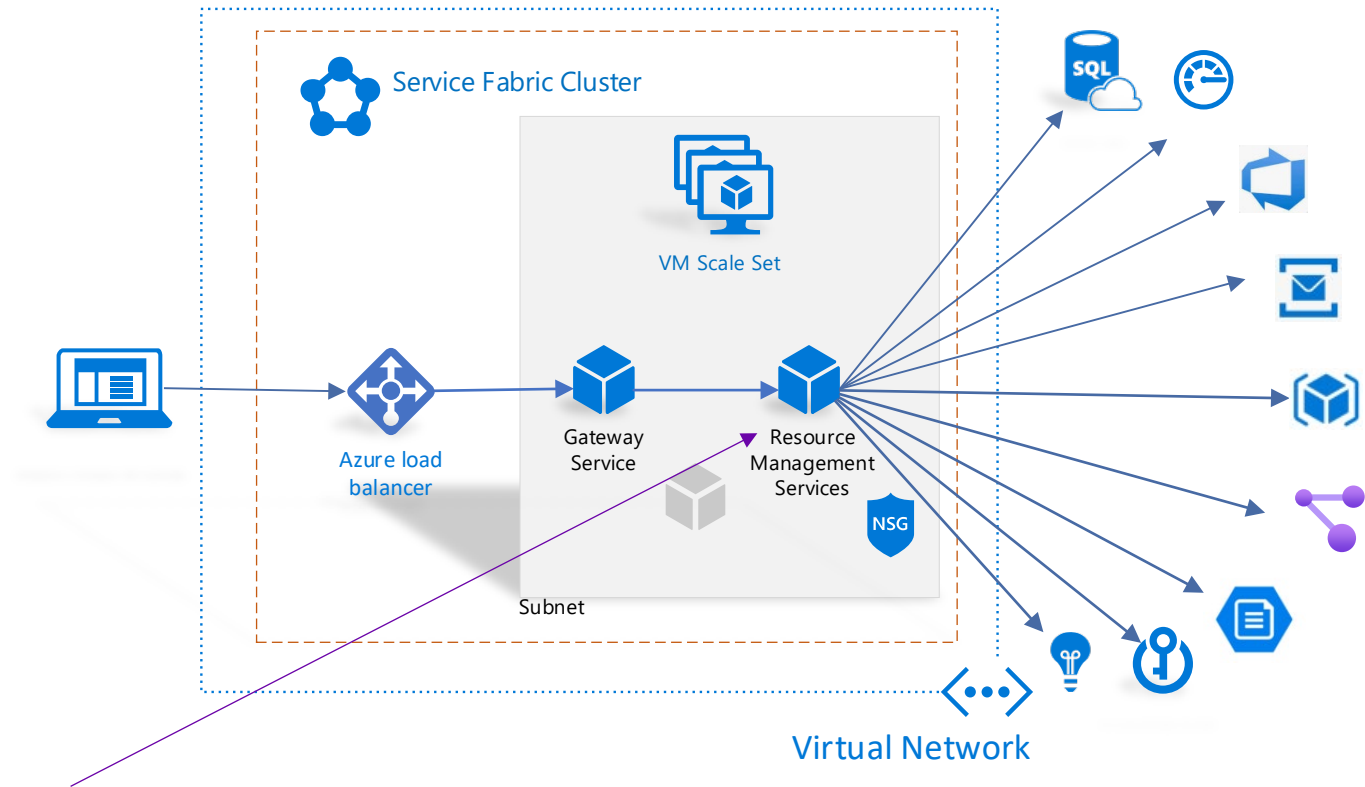 Service Fabric Cluster
SQL
VM Scale Set
Gateway
Service
Resource
Management
Services
Azure load
balancer
NSG
Subnet
Virtual Network